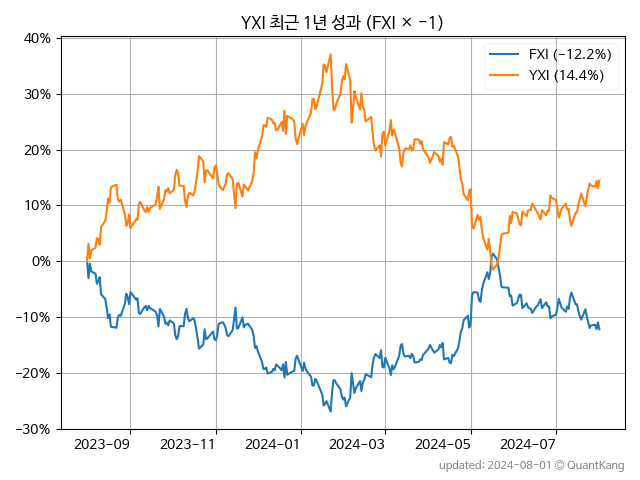 YXI 최근 1년 성과 (FXI × -1)
FXI (-12.2%)
YXI (14.4%)
40%
30%
20%
10%
0%
-10%
-20%
-30%
2023-09 2023-11 2024-01 2024-03 2024-05 2024-07
updated: 2024-08-01 © QuantKang